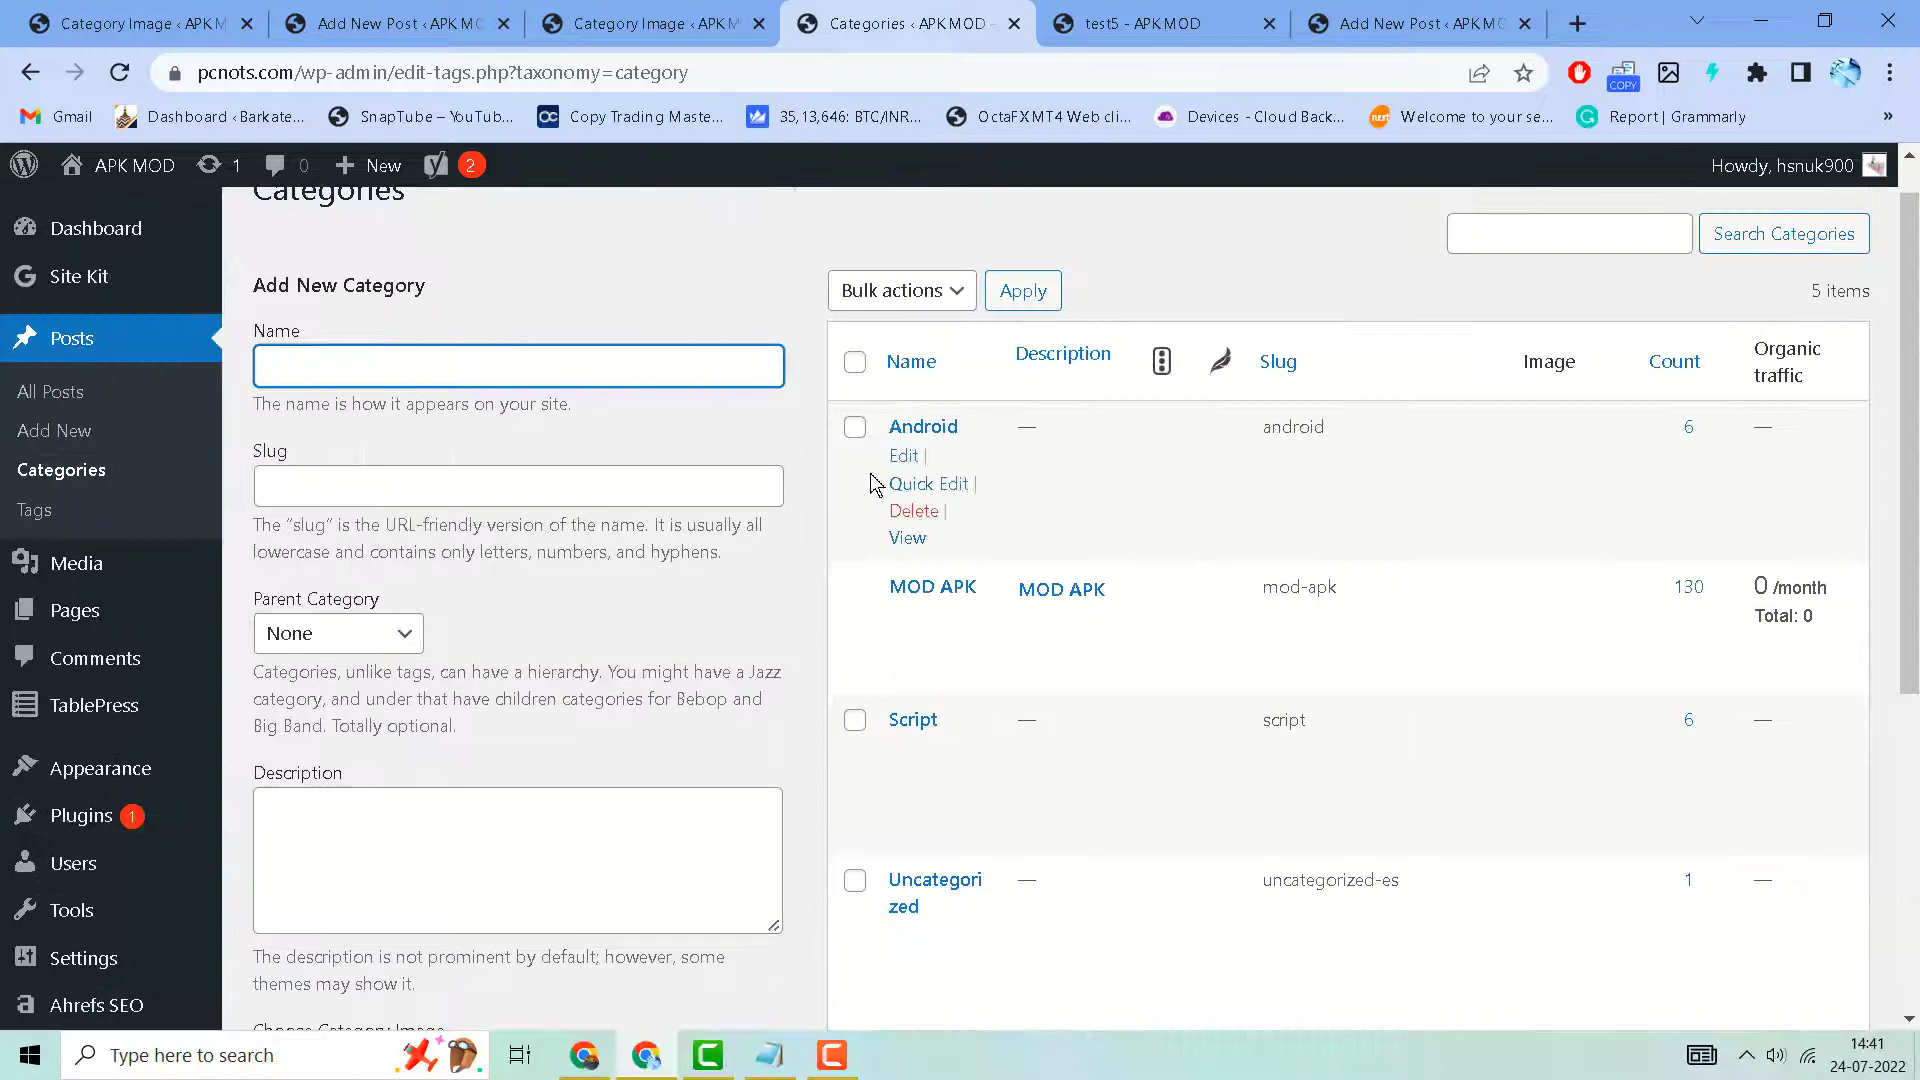 Category Image ‹ APK M
Add New Post ‹ APK MC
Category Image ‹ APK M
Categories ‹ APK MOD -
test5 - APK MOD
Add New Post ‹ APK MC
pcnots.com/wp-admin/edit-tags.php?taxonomy=category
COPY
Gmail
Dashboard ‹ Barkate...
SnapTube – YouTub...
CC Copy Trading Maste...
35,13,646: BTC/INR...
OctaFX MT4 Web cli...
Devices - Cloud Back...
Welcome to your se...
Report | Grammarly
»
APK MOD
1
0
New
2
Howdy, hsnuk900
Dashboard
Site Kit
Posts
All Posts
Add New
Categories
Tags
Media
Pages
Comments
TablePress
Appearance
Plugins 1
Users
Tools
Settings
Ahrefs SEO
Categories
Search Categories
Add New Category
Name
The name is how it appears on your site.
Slug
The “slug” is the URL-friendly version of the name. It is usually all
lowercase and contains only letters, numbers, and hyphens.
Parent Category
None
Categories, unlike tags, can have a hierarchy. You might have a Jazz
category, and under that have children categories for Bebop and
Big Band. Totally optional.
Description
The description is not prominent by default; however, some
themes may show it.
Choose Category Image
Bulk actions
Apply
5 items
Name Description Slug Image Count Organic
traffic
Android — android 6 —
Edit |
Quick Edit |
Delete |
View
MOD APK MOD APK mod-apk 130 0 /month
Total: 0
Script — script 6 —
Uncategori — uncategorized-es 1 —
zed
Type here to search
14:41
24-07-2022